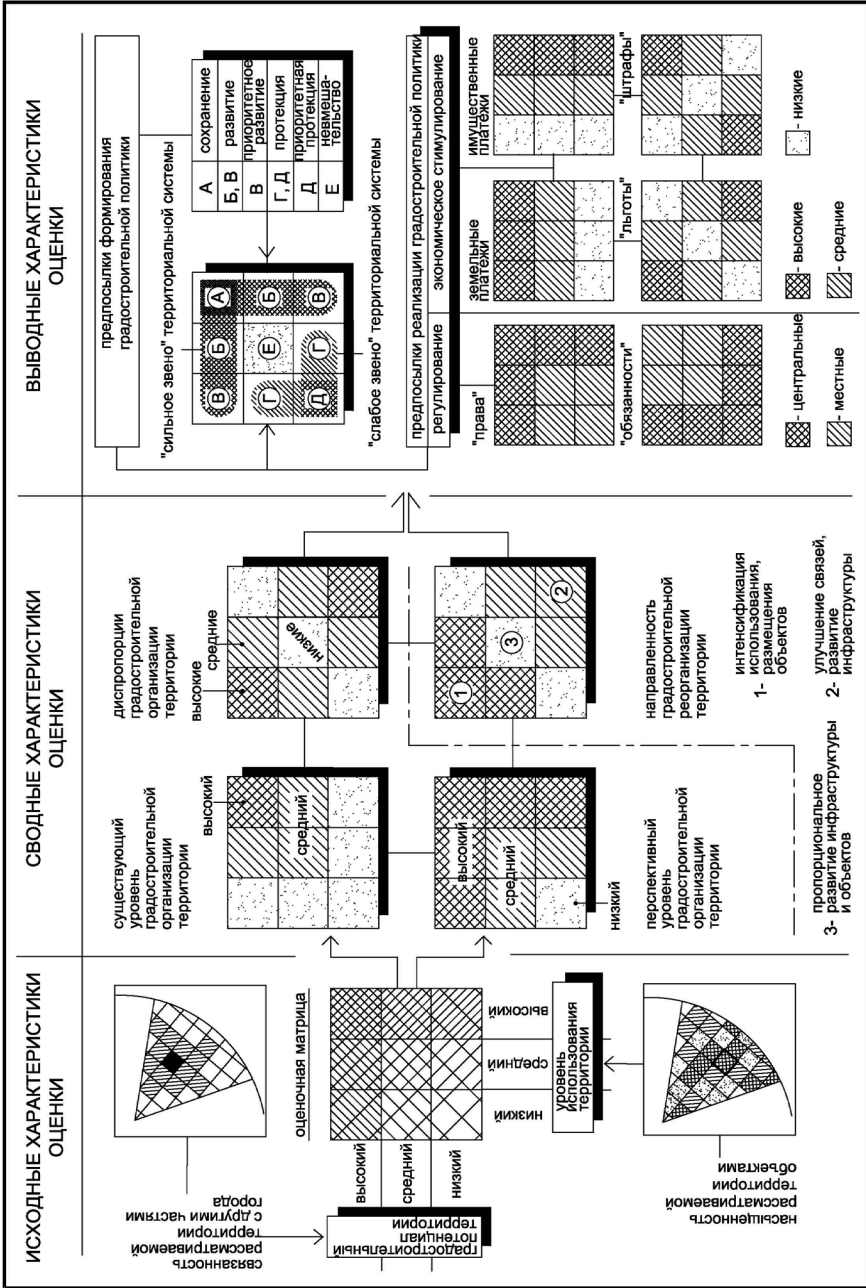 ИСХОДНЫЕ ХАРАКТЕРИСТИКИ
ОЦЕНКИ
СВОДНЫЕ ХАРАКТЕРИСТИКИ
ОЦЕНКИ
ВЫВОДНЫЕ ХАРАКТЕРИСТИКИ
ОЦЕНКИ
связанность
рассматриваемой
территории
с другими частями
города
градостроительный
потенциал
территории
высокий
средний
низкий
оценочная матрица
низкий
средний
высокий
уровень
использования
территории
насыщенность
рассматриваемой
территории
объектами
существующий
уровень
градостроительной
организации
территории
высокий
средний
высокий
средний
низкий
перспективный
уровень
градостроительной
организации
территории
диспропорции
градостроительной
организации
территории
высокие
средние
низкие
1
3
2
направленность
градостроительной
реорганизации
территории
1- интенсификация
использования,
размещения
объектов
2- улучшение связей,
развитие
инфраструктуры
3- пропорциональное
развитие инфраструктуры
и объектов
предпосылки формирования
градостроительной политики
"сильное звено" территориальной системы
В
Б
А
Г
Е
Б
Д
Г
В
"слабое звено" территориальной системы
А
сохранение
Б, В
развитие
В
приоритетное
развитие
Г, Д
протекция
Д
приоритетная
протекция
Е
невмеша-
тельство
предпосылки реализации градостроительной политики
регулирование
экономическое стимулирование
"права"
"обязанности"
- центральные
- местные
земельные
платежи
имущественные
платежи
"льготы"
"штрафы"
- высокие
- средние
- низкие